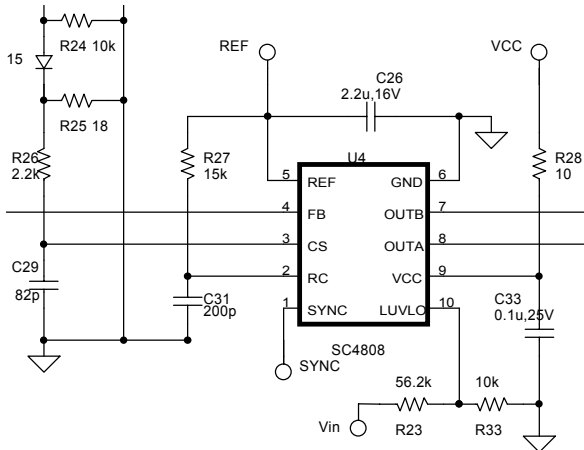 R24 10k
REF
VCC
15
C26
2.2u,16V
R25 18
U4
R26
2.2k
R27
15k
R28
10
5
REF
GND
6
4
FB
OUTB
7
3
CS
OUTA
8
2
RC
VCC
9
C29
82p
C31
200p
1
SYNC
LUVLO
10
C33
0.1u,25V
SC4808
SYNC
56.2k
10k
Vin
R23
R33